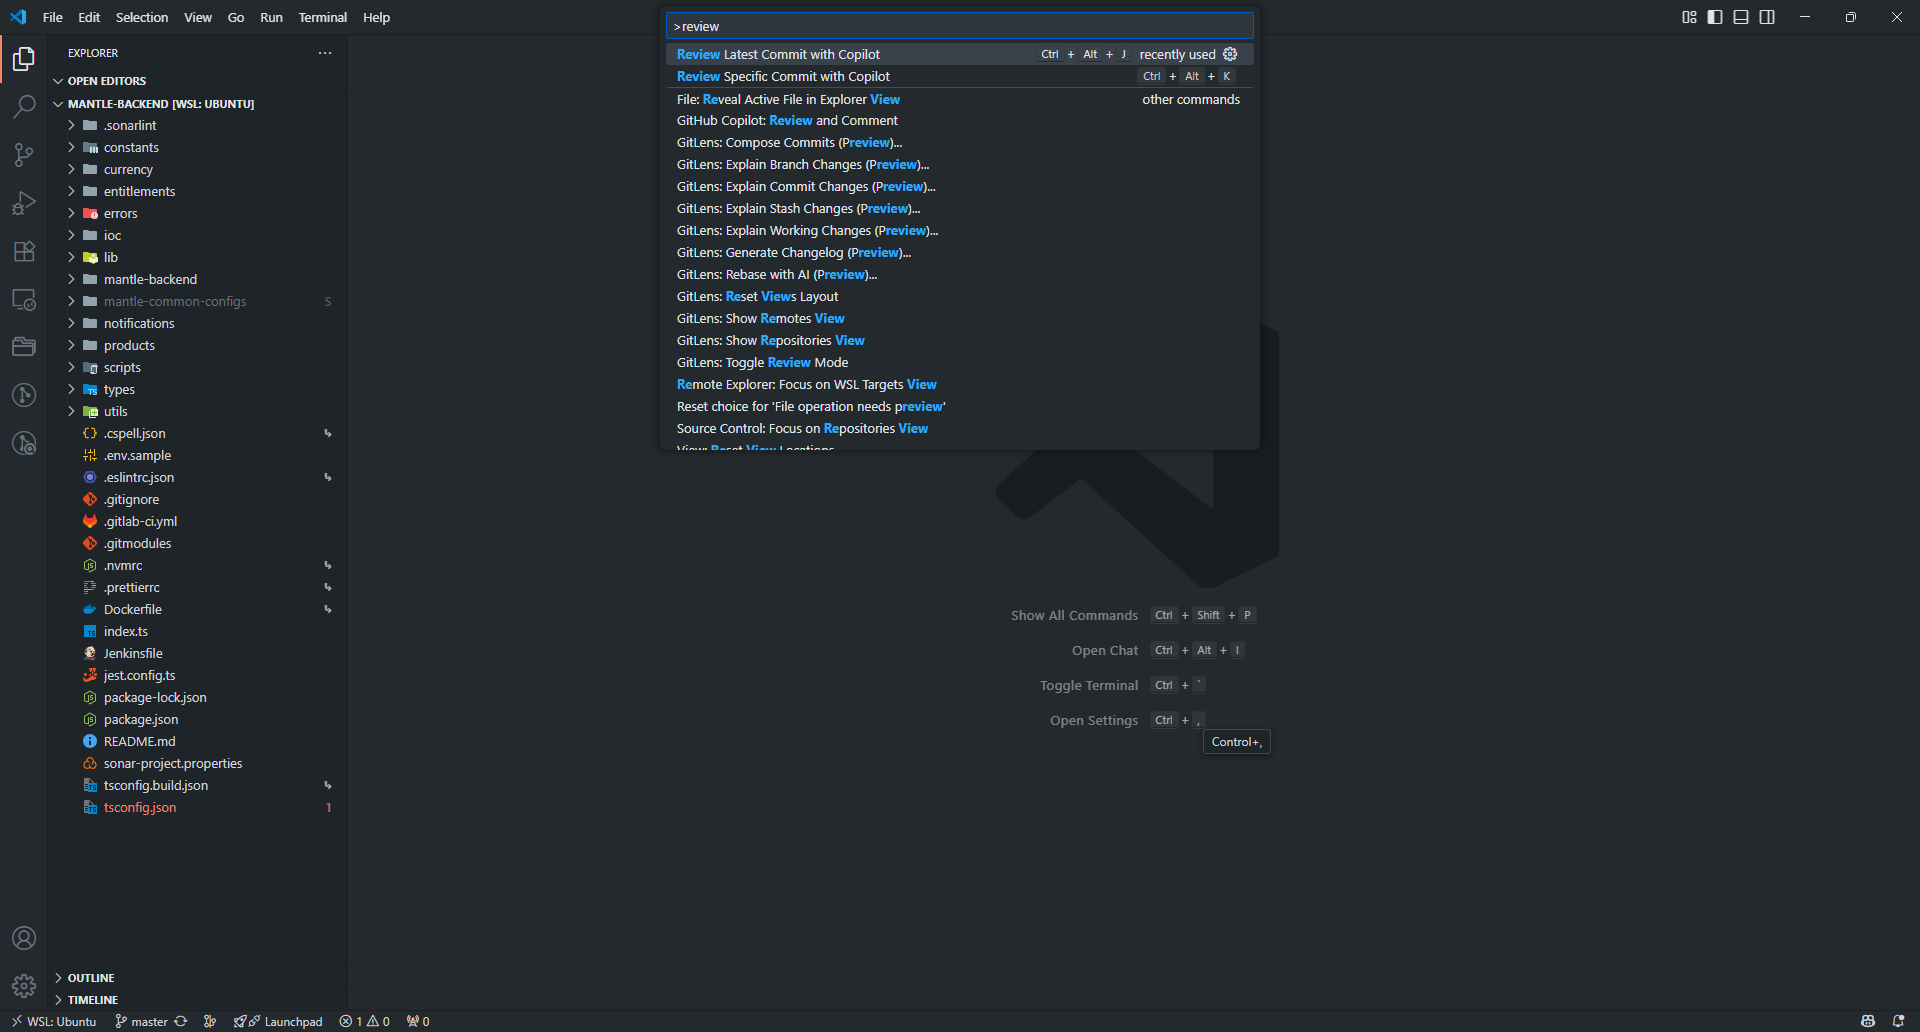 File Edit Selection View Go Run Terminal Help
>review
Review Latest Commit with Copilot Ctrl + Alt + J recently used
Review Specific Commit with Copilot Ctrl + Alt + K
File: Reveal Active File in Explorer View other commands
GitHub Copilot: Review and Comment
GitLens: Compose Commits (Preview)...
GitLens: Explain Branch Changes (Preview)...
GitLens: Explain Commit Changes (Preview)...
GitLens: Explain Stash Changes (Preview)...
GitLens: Explain Working Changes (Preview)...
GitLens: Generate Changelog (Preview)...
GitLens: Rebase with AI (Preview)...
GitLens: Reset Views Layout
GitLens: Show Remotes View
GitLens: Show Repositories View
GitLens: Toggle Review Mode
Remote Explorer: Focus on WSL Targets View
Reset choice for 'File operation needs preview'
Source Control: Focus on Repositories View
View: Reset View Locations
EXPLORER ...
OPEN EDITORS
MANTLE-BACKEND [WSL: UBUNTU]
.sonarlint
constants
currency
entitlements
errors
ioc
lib
mantle-backend
mantle-common-configs S
notifications
products
scripts
types
utils
.cspell.json
.env.sample
.eslintrc.json
.gitignore
.gitlab-ci.yml
.gitmodules
.nvmrc
.prettierrc
Dockerfile
index.ts
Jenkinsfile
jest.config.ts
package-lock.json
package.json
README.md
sonar-project.properties
tsconfig.build.json
tsconfig.json 1
OUTLINE
TIMELINE
Show All Commands Ctrl + Shift + P
Open Chat Ctrl + Alt + I
Toggle Terminal Ctrl + `
Open Settings Ctrl + ,
Control+,
WSL: Ubuntu master Launchpad 1 0 0